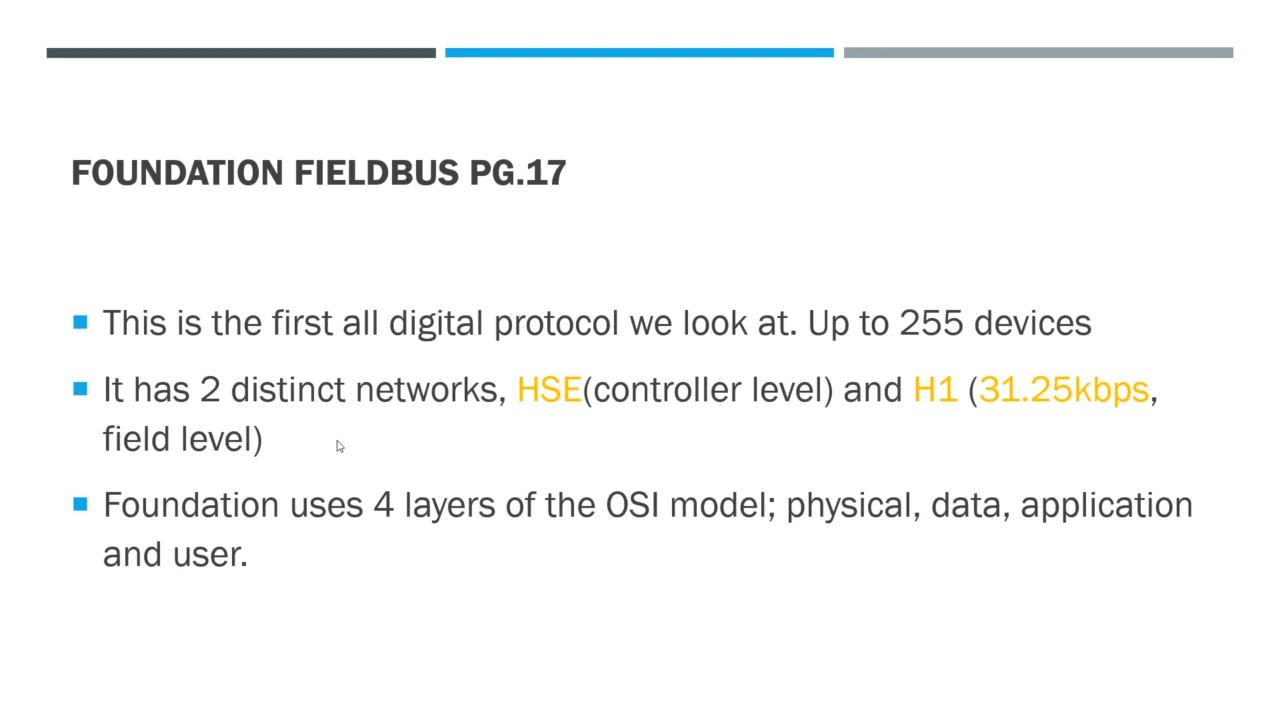 FOUNDATION FIELDBUS PG.17
This is the first all digital protocol we look at. Up to 255 devices
It has 2 distinct networks, HSE(controller level) and H1 (31.25kbps,
field level)
Foundation uses 4 layers of the OSI model; physical, data, application
and user.